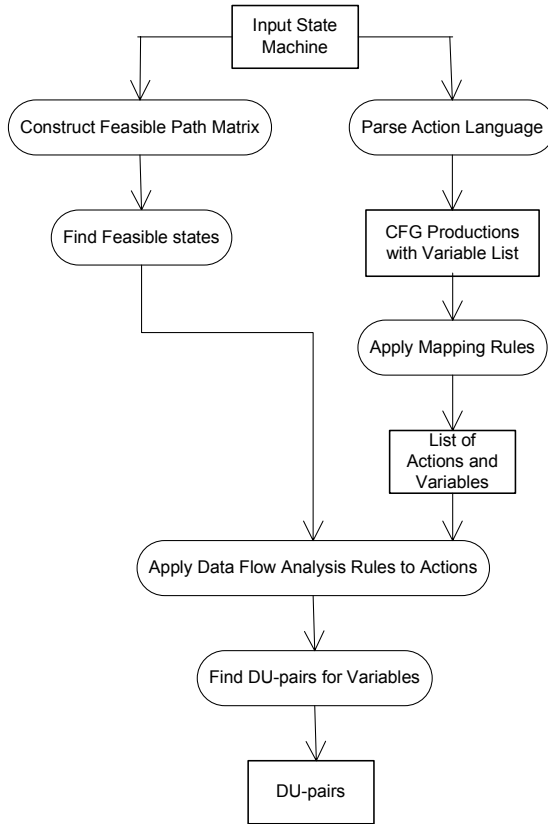 Input State
Machine
Construct Feasible Path Matrix
Parse Action Language
Find Feasible states
CFG Productions
with Variable List
Apply Mapping Rules
List of
Actions and
Variables
Apply Data Flow Analysis Rules to Actions
Find DU-pairs for Variables
DU-pairs